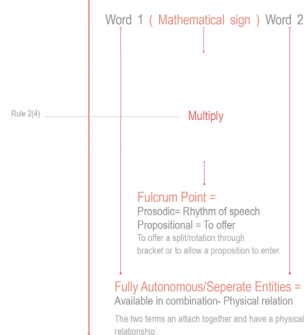 Word 1 ( Mathematical sign ) Word 2
Rule 2(4)
Multiply
Fulcrum Point =
Prosodic= Rhythm of speech
Propositional = To offer
To offer a split/rotation through
bracket or to allow a proposition to enter.
Fully Autonomous/Seperate Entities =
Available in combination- Physical relation
The two terms an attach together and have a physical
relationship.